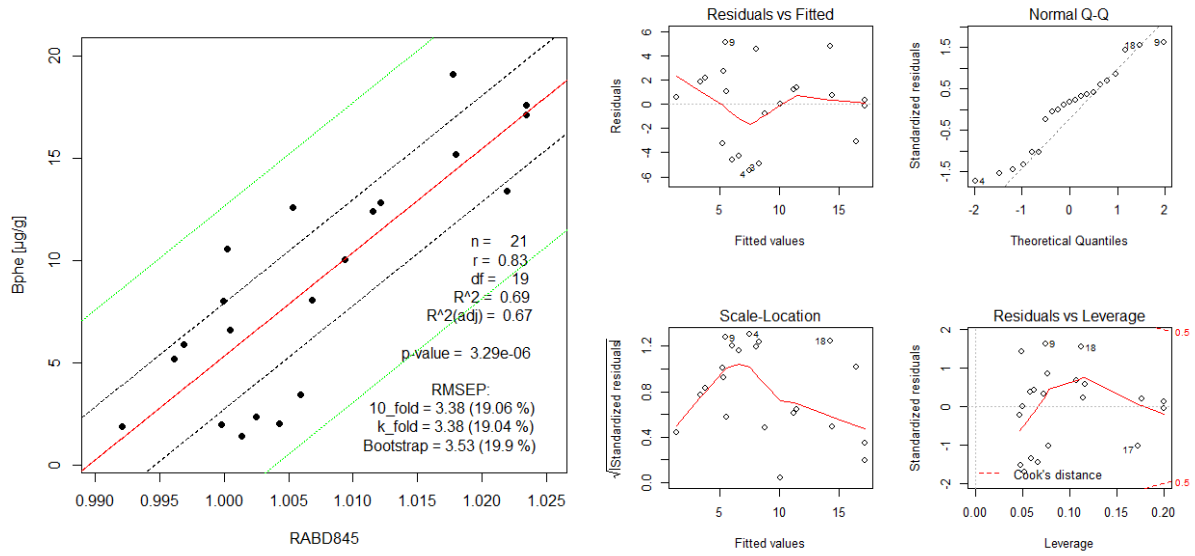 20
15
10
5
0
Bphe [µg/g]
n = 21
r = 0.83
df = 19
R^2 = 0.69
R^2(adj) = 0.67
p-value = 3.29e-06
RMSEP:
10_fold = 3.38 (19.06 %)
k_fold = 3.38 (19.04 %)
Bootstrap = 3.53 (19.9 %)
0.990 0.995 1.000 1.005 1.010 1.015 1.020 1.025
RABD845
Residuals vs Fitted
6
4
2
0
-2
-4
-6
Residuals
9
4
3
5 10 15
Fitted values
Normal Q-Q
1.5
0.5
-0.5
-1.5
Standardized residuals
18
9
4
-2 -1 0 1 2
Theoretical Quantiles
Scale-Location
1.2
0.8
0.4
0.0
√|Standardized residuals|
9
4
18
5 10 15
Fitted values
Residuals vs Leverage
2
1
0
-1
-2
Standardized residuals
0.5
9
18
17
Cook's distance
0.5
0.00 0.05 0.10 0.15 0.20
Leverage